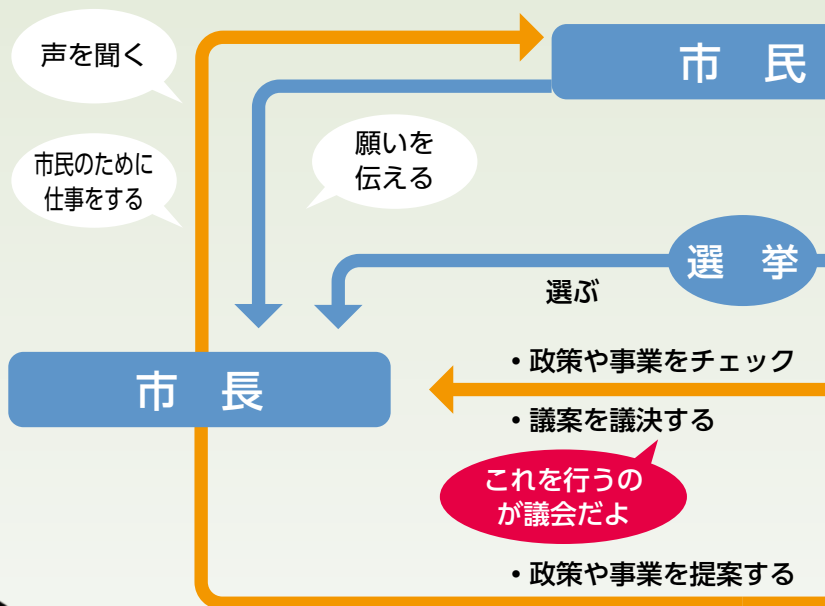 声を聞く
市　民
市民のために
仕事をする
願いを
伝える
選　挙
選ぶ
市　長
・政策や事業をチェック
・議案を議決する
これを行うの
が議会だよ
・政策や事業を提案する